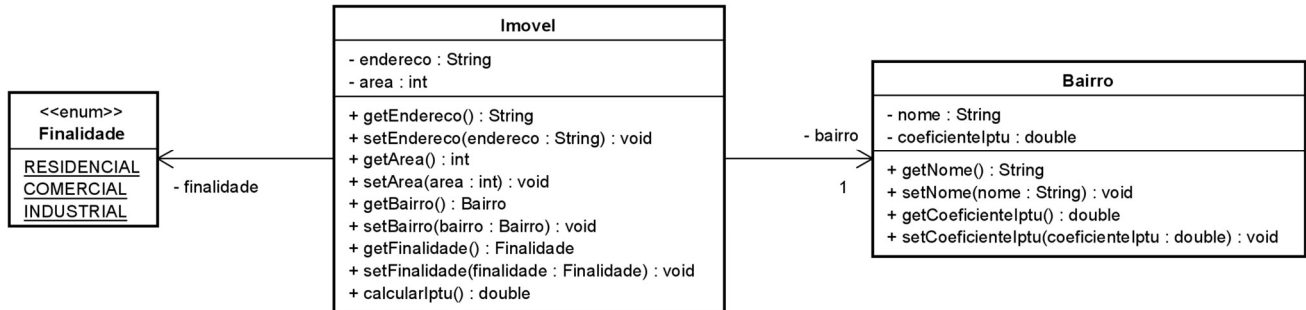 <<enum>>
Finalidade
RESIDENCIAL
COMERCIAL
INDUSTRIAL
- finalidade
Imovel
- endereco : String
- area : int
+ getEndereco() : String
+ setEndereco(endereco : String) : void
+ getArea() : int
+ setArea(area : int) : void
+ getBairro() : Bairro
+ setBairro(bairro : Bairro) : void
+ getFinalidade() : Finalidade
+ setFinalidade(finalidade : Finalidade) : void
+ calcularIptu() : double
- bairro
1
Bairro
- nome : String
- coeficienteIptu : double
+ getNome() : String
+ setNome(nome : String) : void
+ getCoeficienteIptu() : double
+ setCoeficienteIptu(coeficienteIptu : double) : void